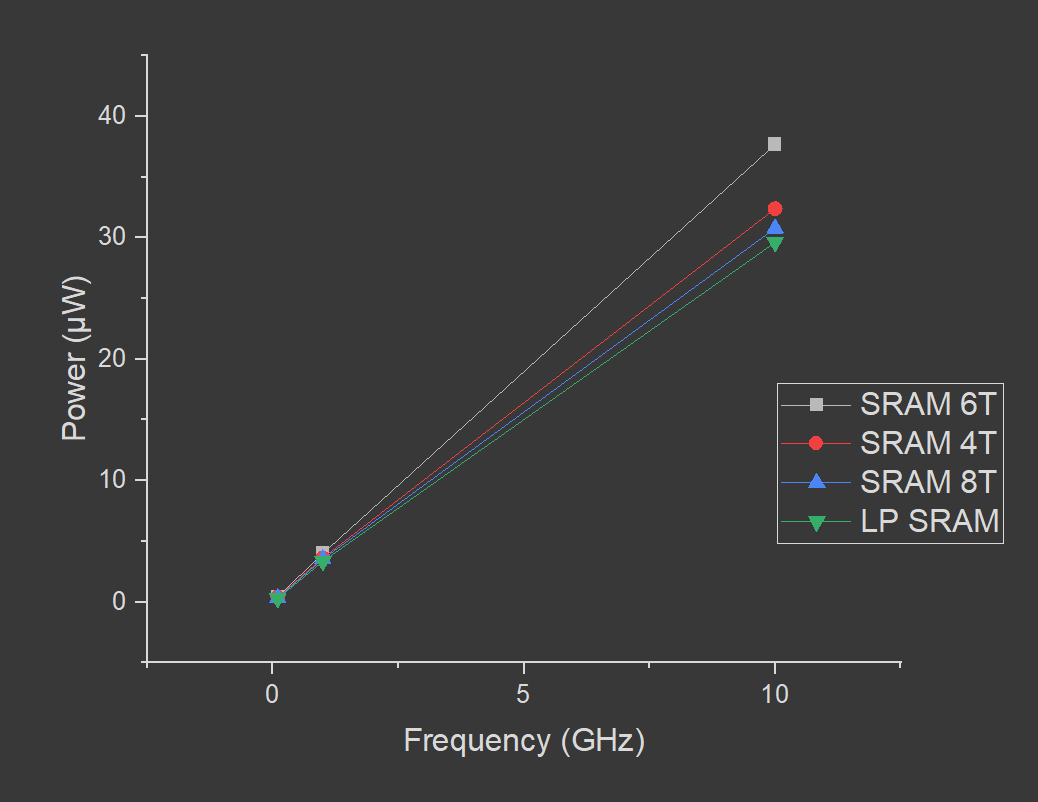 40
30
20
10
0
Power (μW)
0 5 10
Frequency (GHz)
SRAM 6T
SRAM 4T
SRAM 8T
LP SRAM